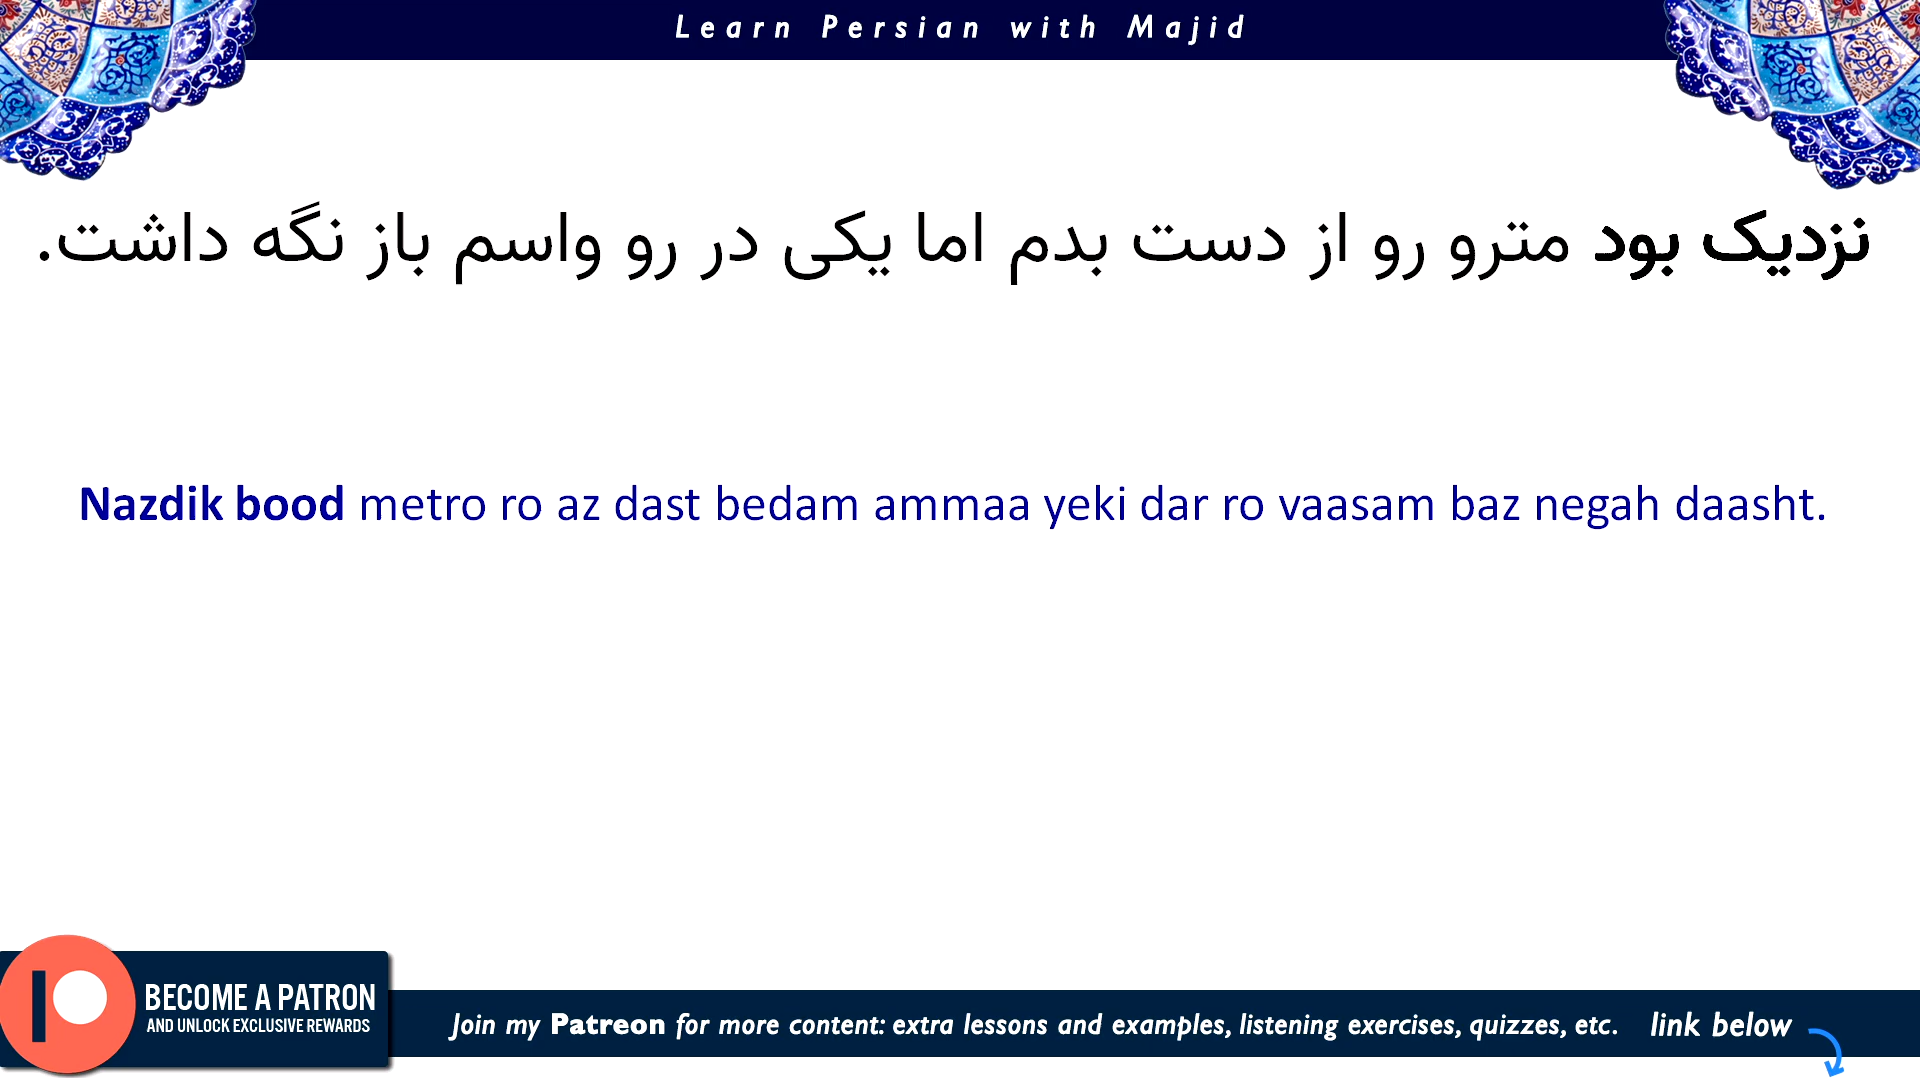 Learn Persian with Majid
نزدیک بود مترو رو از دست بدم اما یکی در رو واسم باز نگه داشت.
Nazdik bood metro ro az dast bedam ammaa yeki dar ro vaasam baz negah daasht.
BECOME A PATRON
AND UNLOCK EXCLUSIVE REWARDS
Join my Patreon for more content: extra lessons and examples, listening exercises, quizzes, etc. link below